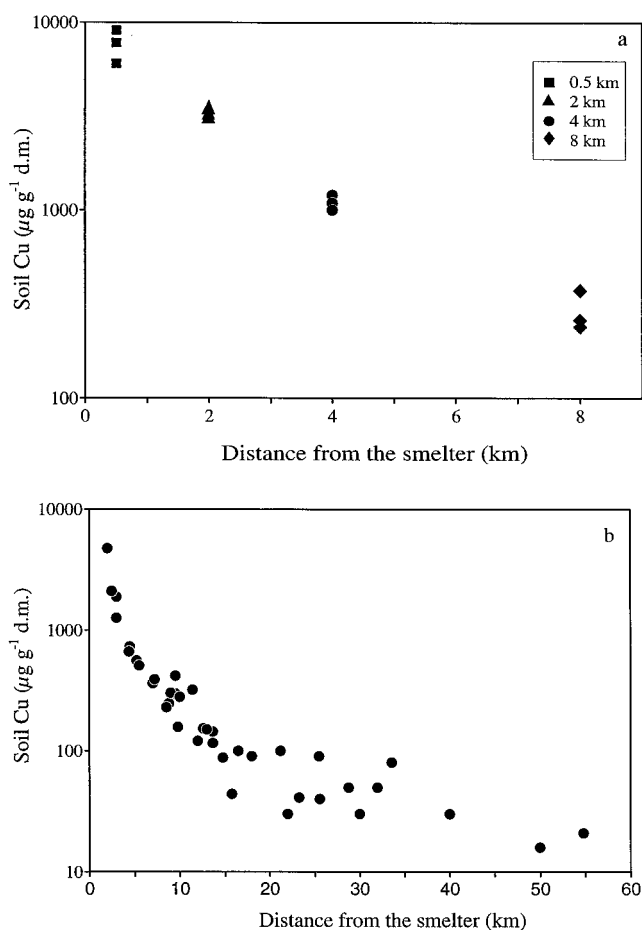 a
10000
1000
100
Soil Cu (µg g⁻¹ d.m.)
0.5 km
2 km
4 km
8 km
0 2 4 6 8
Distance from the smelter (km)
b
10000
1000
100
10
Soil Cu (µg g⁻¹ d.m.)
0 10 20 30 40 50 60
Distance from the smelter (km)